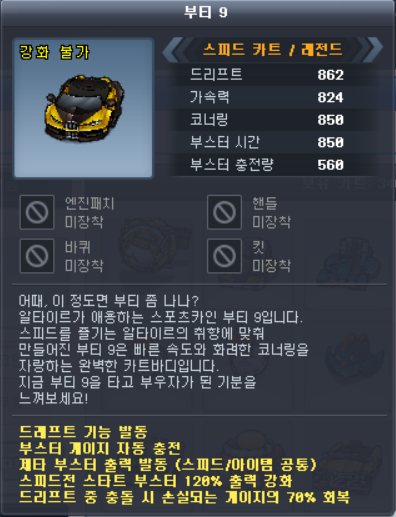 부티 9
강화 불가
스피드 카트 / 레전드
드리프트 862
가속력 824
코너링 850
부스터 시간 850
부스터 충전량 560
엔진패치
미장착
핸들
미장착
바퀴
미장착
킷
미장착
어때, 이 정도면 부티 좀 나나?
알타이르가 애용하는 스포츠카인 부티 9입니다.
스피드를 즐기는 알타이르의 취향에 맞춰
만들어진 부티 9은 빠른 속도와 화려한 코너링을
자랑하는 완벽한 카트바디입니다.
지금 부티 9을 타고 부우자가 된 기분을
느껴보세요!
드래프트 기능 발동
부스터 게이지 자동 충전
제타 부스터 출력 발동 (스피드/아이템 공통)
스피드전 스타트 부스터 120% 출력 강화
드리프트 중 충돌 시 손실되는 게이지의 70% 회복